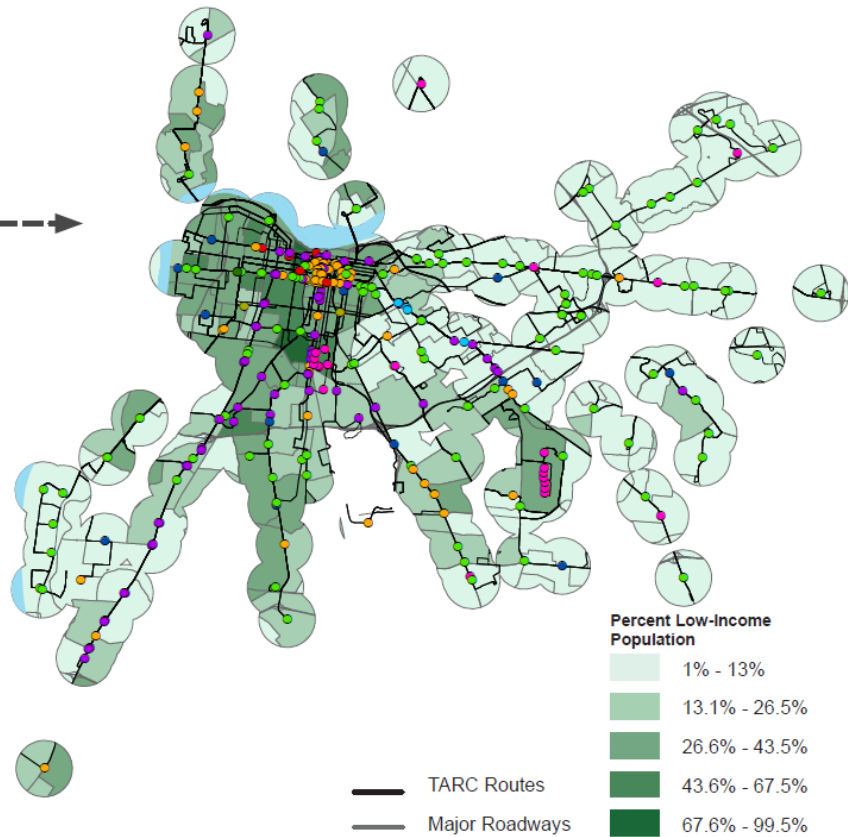 Percent Low-Income
Population
1% - 13%
13.1% - 26.5%
26.6% - 43.5%
43.6% - 67.5%
67.6% - 99.5%
TARC Routes
Major Roadways